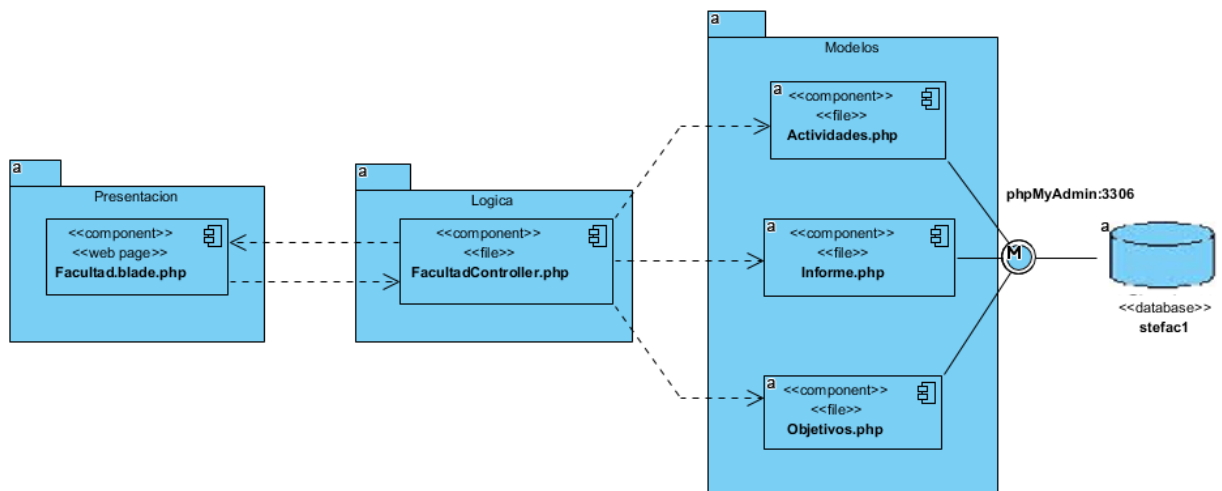 a
Presentacion
<<component>>
<<web page>>
Facultad.blade.php
a
Logica
<<component>>
<<file>>
FacultadController.php
a
Modelos
a
<<component>>
<<file>>
Actividades.php
a
<<component>>
<<file>>
Informe.php
a
<<component>>
<<file>>
Objetivos.php
phpMyAdmin:3306
M
a
<<database>>
stefac1